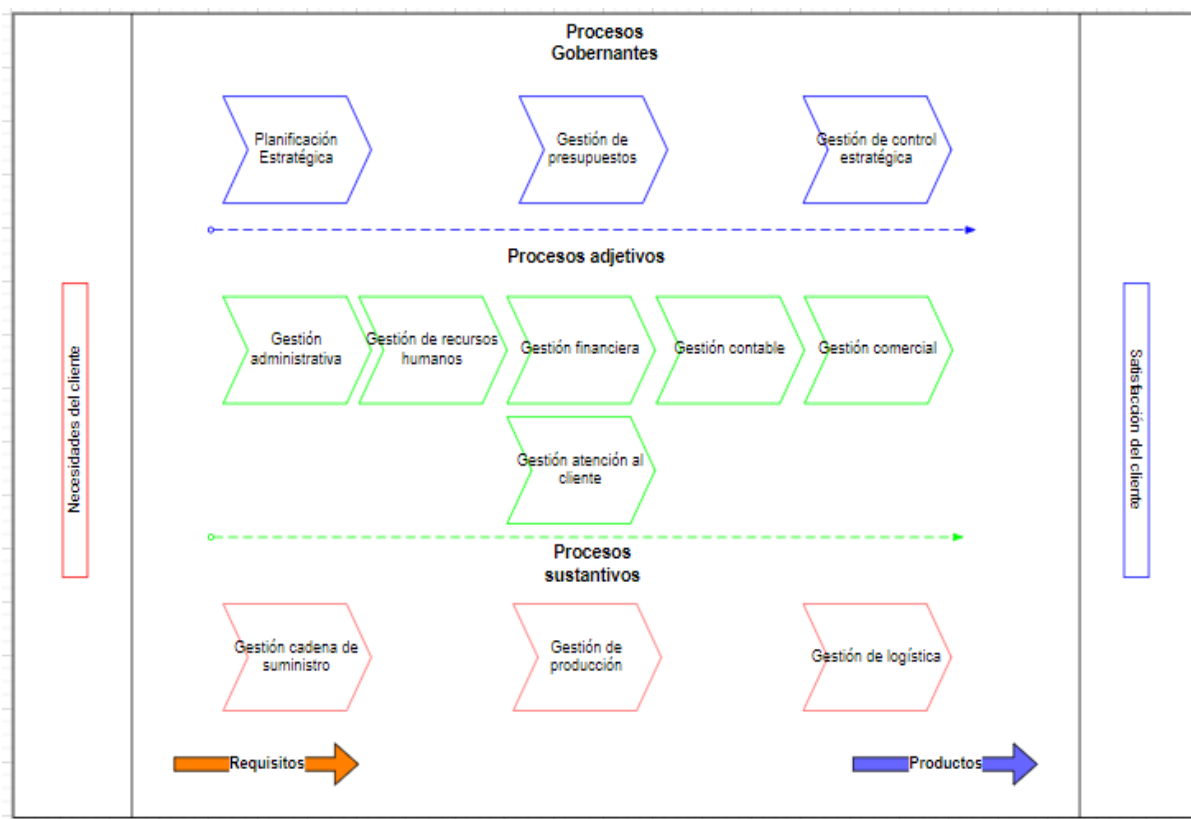 Procesos
Gobernantes
Planificación
Estratégica
Gestión de
presupuestos
Gestión de control
estratégica
Procesos adjetivos
Necesidades del cliente
Gestión
administrativa
Gestión de recursos
humanos
Gestión financiera
Gestión contable
Gestión comercial
Satisfacción del cliente
Gestión atención al
cliente
Procesos
sustantivos
Gestión cadena de
suministro
Gestión de
producción
Gestión de logística
Requisitos
Productos